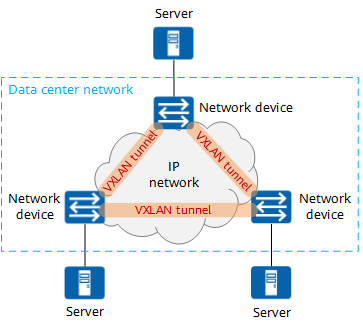 Server
Data center network
Network device
VXLAN tunnel
VXLAN tunnel
IP
network
Network
device
VXLAN tunnel
Network
device
Server
Server